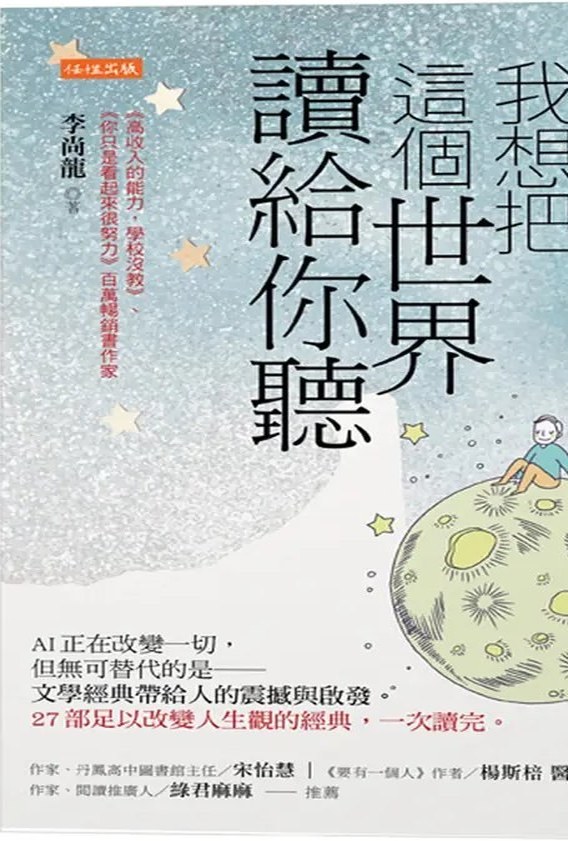 我想把
這個世界
讀給你聽
任性出版
李尚龍◎著
《高收入的能力，學校沒教》、
《你只是看起來很努力》百萬暢銷書作家
AI正在改變一切，
但無可替代的是——
文學經典帶給人的震撼與啟發。
27部足以改變人生觀的經典，一次讀完。
作家、丹鳳高中圖書館主任／宋怡慧｜《要有一個人》作者／楊斯棓 醫
作家、閱讀推廣人／綠君麻麻 —— 推薦